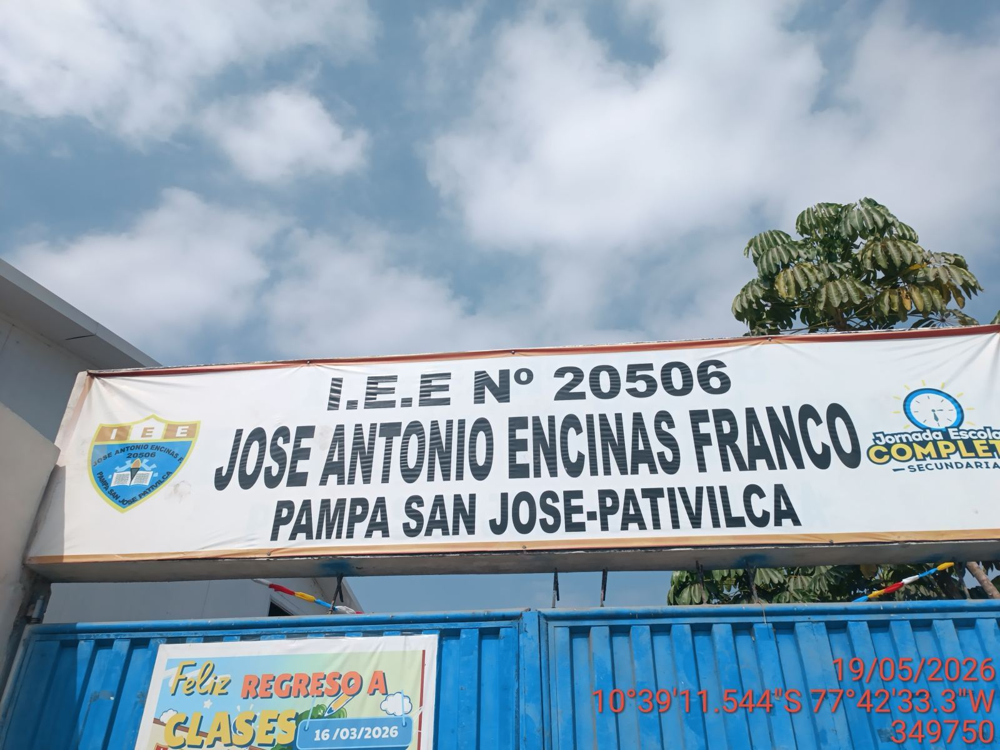 I.E.E Nº 20506
JOSE ANTONIO ENCINAS FRANCO
PAMPA SAN JOSE-PATIVILCA
I E E
JOSE ANTONIO ENCINAS F.
20506
PAMPA SAN JOSE PATIVILCA
Jornada Escola
COMPLET
SECUNDARIA
Feliz REGRESO A
CLASES
16/03/2026
19/05/2026
10°39'11.544"S 77°42'33.3"W
349750